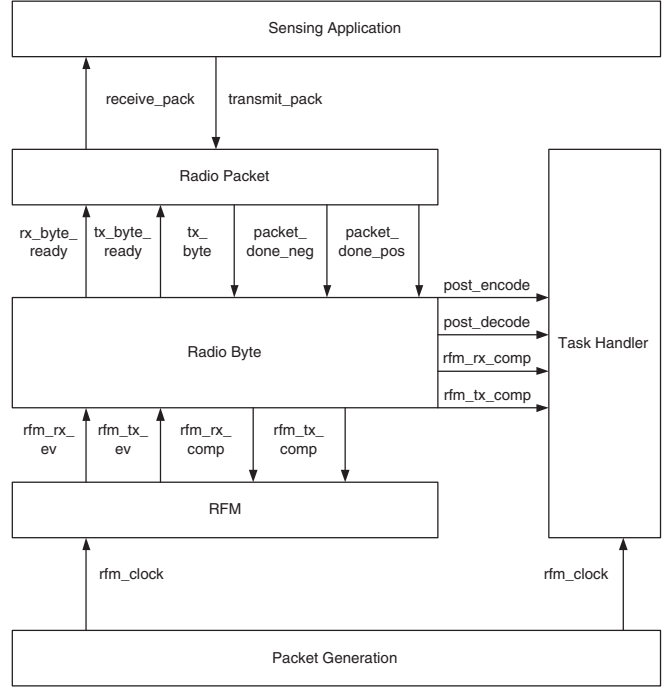 Sensing Application
receive_pack
transmit_pack
Radio Packet
rx_byte_
ready
tx_byte_
ready
tx_
byte
packet_
done_neg
packet_
done_pos
post_encode
post_decode
rfm_rx_comp
rfm_tx_comp
Radio Byte
Task Handler
rfm_rx_
ev
rfm_tx_
ev
rfm_rx_
comp
rfm_tx_
comp
RFM
rfm_clock
rfm_clock
Packet Generation